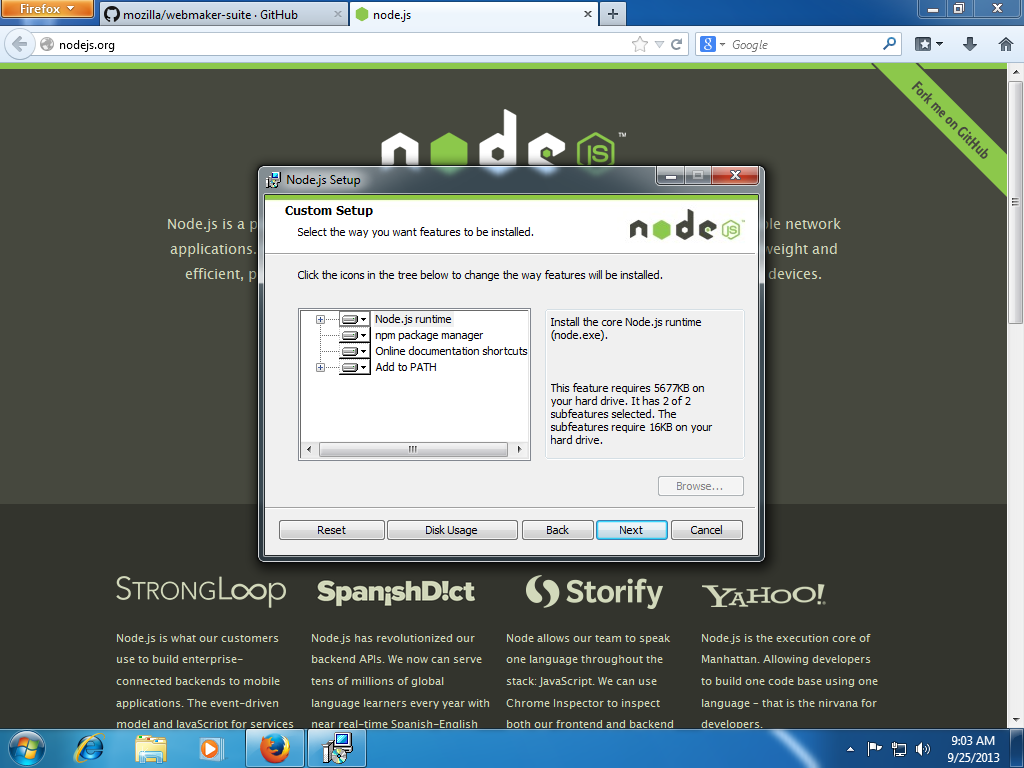 Firefox
mozilla/webmaker-suite · GitHub
node.js
nodejs.org
Google
Fork me on GitHub
node JS ™
Node.js is a p
ble network
applications.
weight and
efficient, p
devices.
Node.js Setup
Custom Setup
Select the way you want features to be installed.
node JS ™
Click the icons in the tree below to change the way features will be installed.
Node.js runtime
npm package manager
Online documentation shortcuts
Add to PATH
Install the core Node.js runtime
(node.exe).
This feature requires 5677KB on
your hard drive. It has 2 of 2
subfeatures selected. The
subfeatures require 16KB on your
hard drive.
Browse...
Reset
Disk Usage
Back
Next
Cancel
STRONGLOOP
SpanishD!ct
Storify
YAHOO!
Node.js is what our customers
use to build enterprise-
connected backends to mobile
applications. The event-driven
model and JavaScript for services
Node.js has revolutionized our
backend APIs. We now can serve
tens of millions of global
language learners every year with
near real-time Spanish-English
Node allows our team to speak
one language throughout the
stack: JavaScript. We can use
Chrome Inspector to inspect
both our frontend and backend
Node.js is the execution core of
Manhattan. Allowing developers
to build one code base using one
language – that is the nirvana for
developers.
9:03 AM
9/25/2013